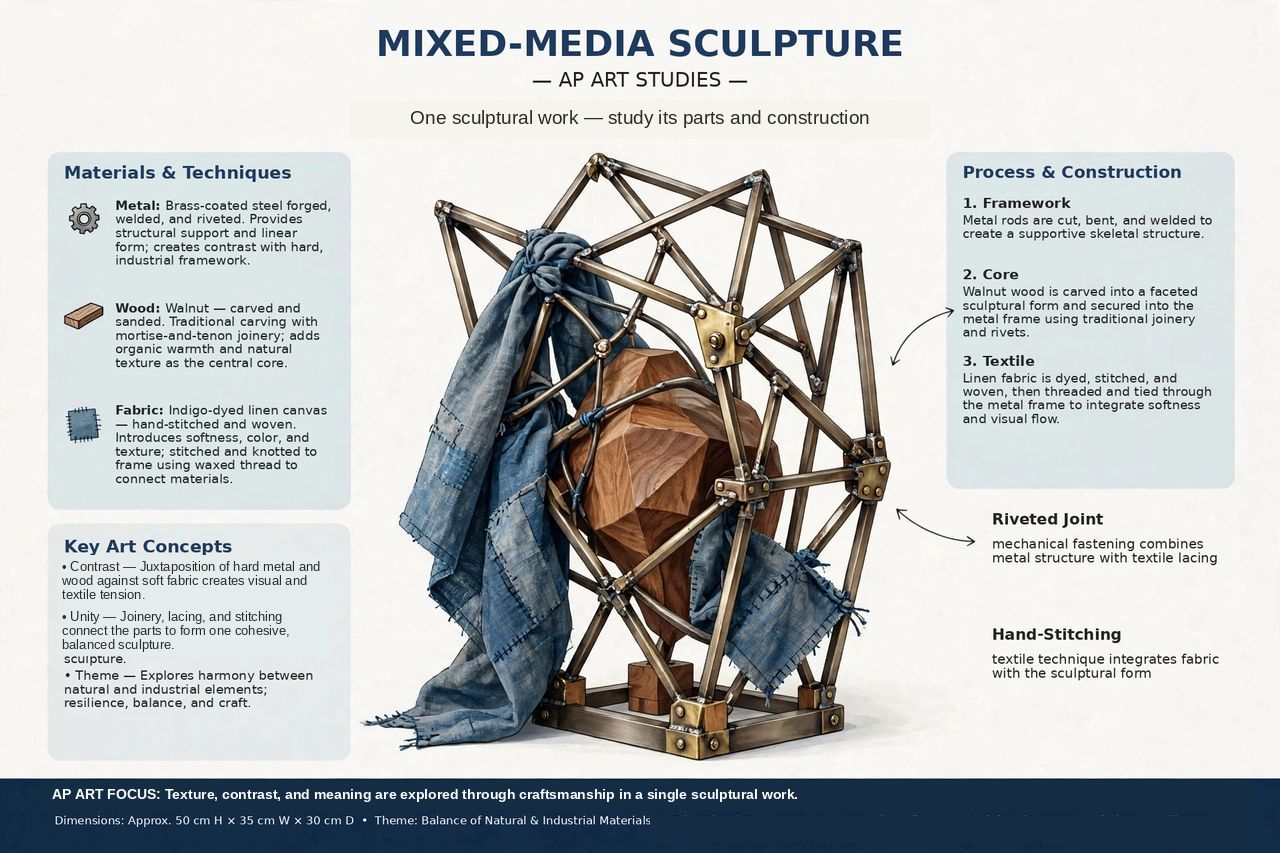 MIXED-MEDIA SCULPTURE
— AP ART STUDIES —
One sculptural work — study its parts and construction
Materials & Techniques
Metal: Brass-coated steel forged,
welded, and riveted. Provides
structural support and linear
form; creates contrast with hard,
industrial framework.
Wood: Walnut — carved and
sanded. Traditional carving with
mortise-and-tenon joinery; adds
organic warmth and natural
texture as the central core.
Fabric: Indigo-dyed linen canvas
— hand-stitched and woven.
Introduces softness, color, and
texture; stitched and knotted to
frame using waxed thread to
connect materials.
Key Art Concepts
• Contrast — Juxtaposition of hard metal and
wood against soft fabric creates visual and
textile tension.
• Unity — Joinery, lacing, and stitching
connect the parts to form one cohesive,
balanced sculpture.
sculpture.
• Theme — Explores harmony between
natural and industrial elements;
resilience, balance, and craft.
Process & Construction
1. Framework
Metal rods are cut, bent, and welded to
create a supportive skeletal structure.
2. Core
Walnut wood is carved into a faceted
sculptural form and secured into the
metal frame using traditional joinery
and rivets.
3. Textile
Linen fabric is dyed, stitched, and
woven, then threaded and tied through
the metal frame to integrate softness
and visual flow.
Riveted Joint
mechanical fastening combines
metal structure with textile lacing
Hand-Stitching
textile technique integrates fabric
with the sculptural form
AP ART FOCUS: Texture, contrast, and meaning are explored through craftsmanship in a single sculptural work.
Dimensions: Approx. 50 cm H × 35 cm W × 30 cm D • Theme: Balance of Natural & Industrial Materials